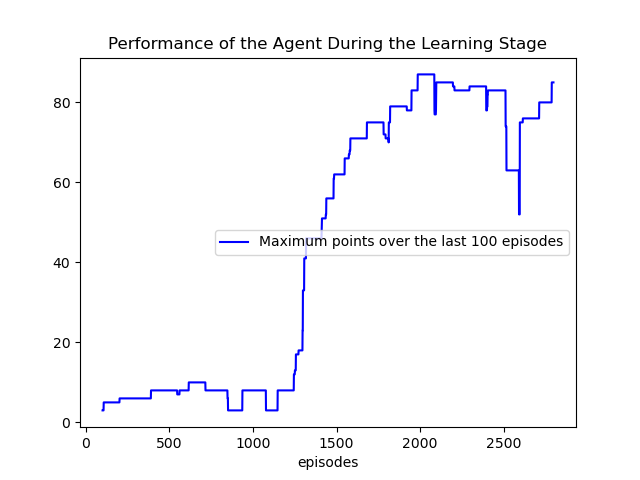 Performance of the Agent During the Learning Stage
80
60
40
20
0
Maximum points over the last 100 episodes
0 500 1000 1500 2000 2500
episodes